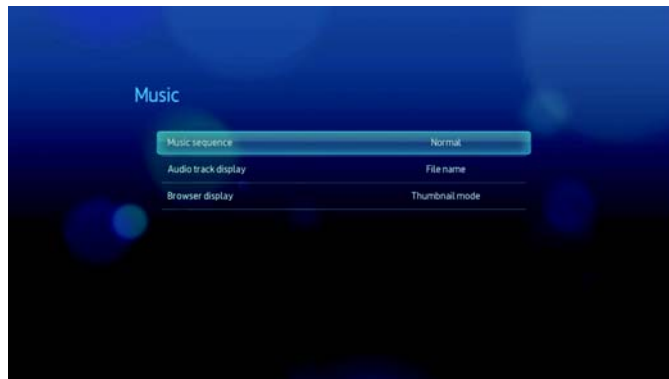 Music
Music sequence Normal
Audio track display File name
Browser display Thumbnail mode